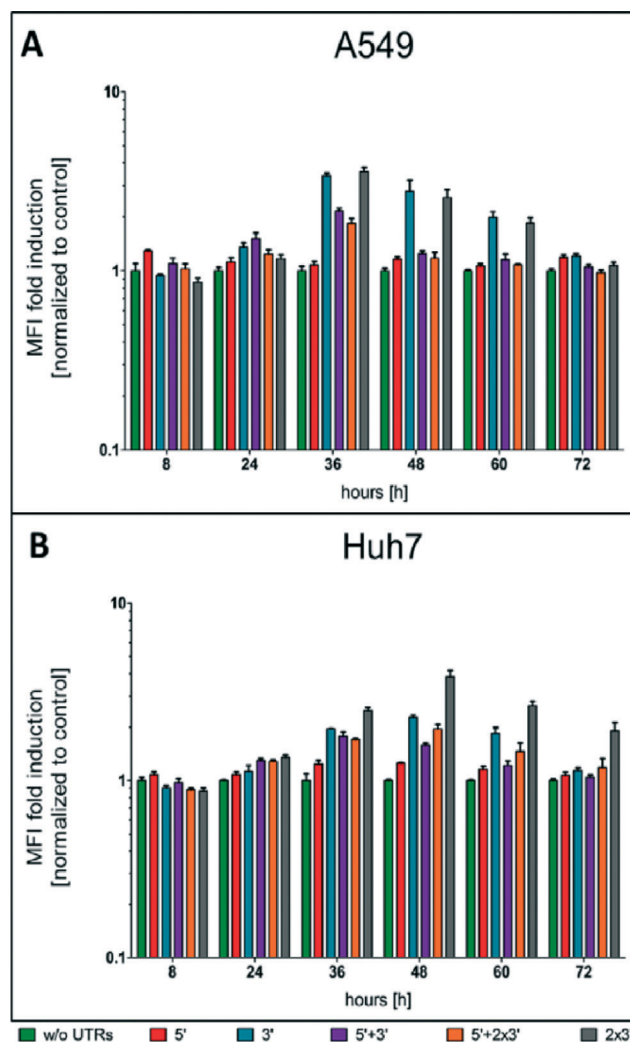 A
A549
MFI fold induction
[normalized to control]
10
1
0.1
8 24 36 48 60 72
hours [h]
B
Huh7
MFI fold induction
[normalized to control]
10
1
0.1
8 24 36 48 60 72
hours [h]
w/o UTRs 5' 3' 5'+3' 5'+2x3' 2x3